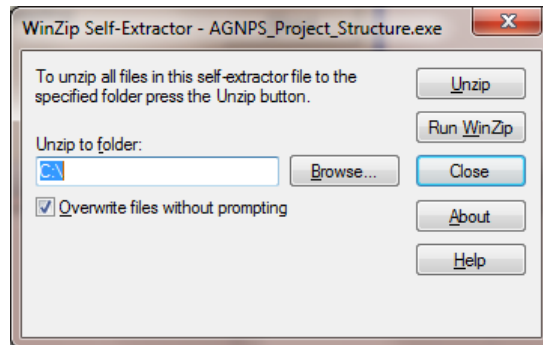 WinZip Self-Extractor - AGNPS_Project_Structure.exe
To unzip all files in this self-extractor file to the
specified folder press the Unzip button.
Unzip to folder:
C:\
Browse...
Overwrite files without prompting
Unzip
Run WinZip
Close
About
Help